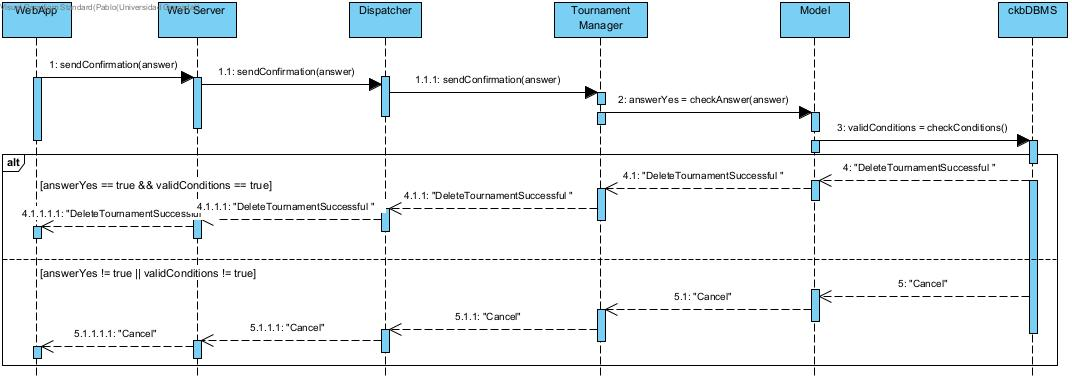 WebApp
Web Server
Dispatcher
Tournament
Manager
Model
ckbDBMS
1: sendConfirmation(answer)
1.1: sendConfirmation(answer)
1.1.1: sendConfirmation(answer)
2: answerYes = checkAnswer(answer)
3: validConditions = checkConditions()
alt
[answerYes == true && validConditions == true]
4: "DeleteTournamentSuccessful "
4.1: "DeleteTournamentSuccessful "
4.1.1: "DeleteTournamentSuccessful "
4.1.1.1: "DeleteTournamentSuccessful "
4.1.1.1.1: "DeleteTournamentSuccessful
[answerYes != true || validConditions != true]
5: "Cancel"
5.1: "Cancel"
5.1.1: "Cancel"
5.1.1.1: "Cancel"
5.1.1.1.1: "Cancel"